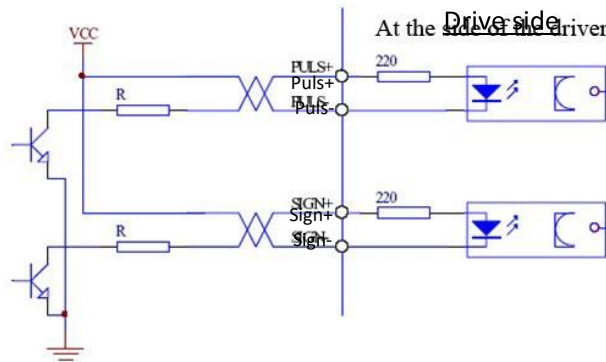 Drive side
At the side of the driver
VCC
PULS+
220
Puls+
R
PULS-
Puls-
SIGN+
220
Sign+
R
SIGN-
Sign-